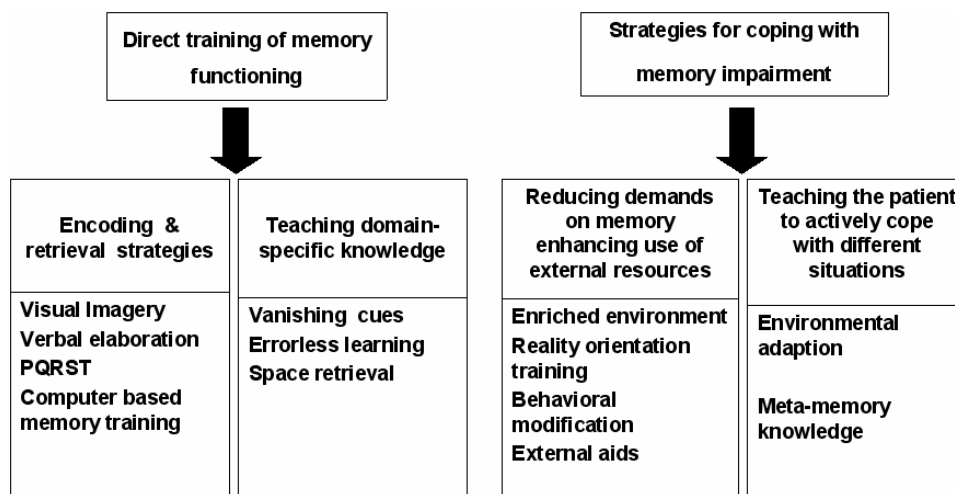 Direct training of memory
functioning
Strategies for coping with
memory impairment
Encoding &
retrieval strategies
Visual Imagery
Verbal elaboration
PQRST
Computer based
memory training
Teaching domain-
specific knowledge
Vanishing cues
Errorless learning
Space retrieval
Reducing demands
on memory
enhancing use of
external resources
Enriched environment
Reality orientation
training
Behavioral
modification
External aids
Teaching the patient
to actively cope
with different
situations
Environmental
adaption
Meta-memory
knowledge